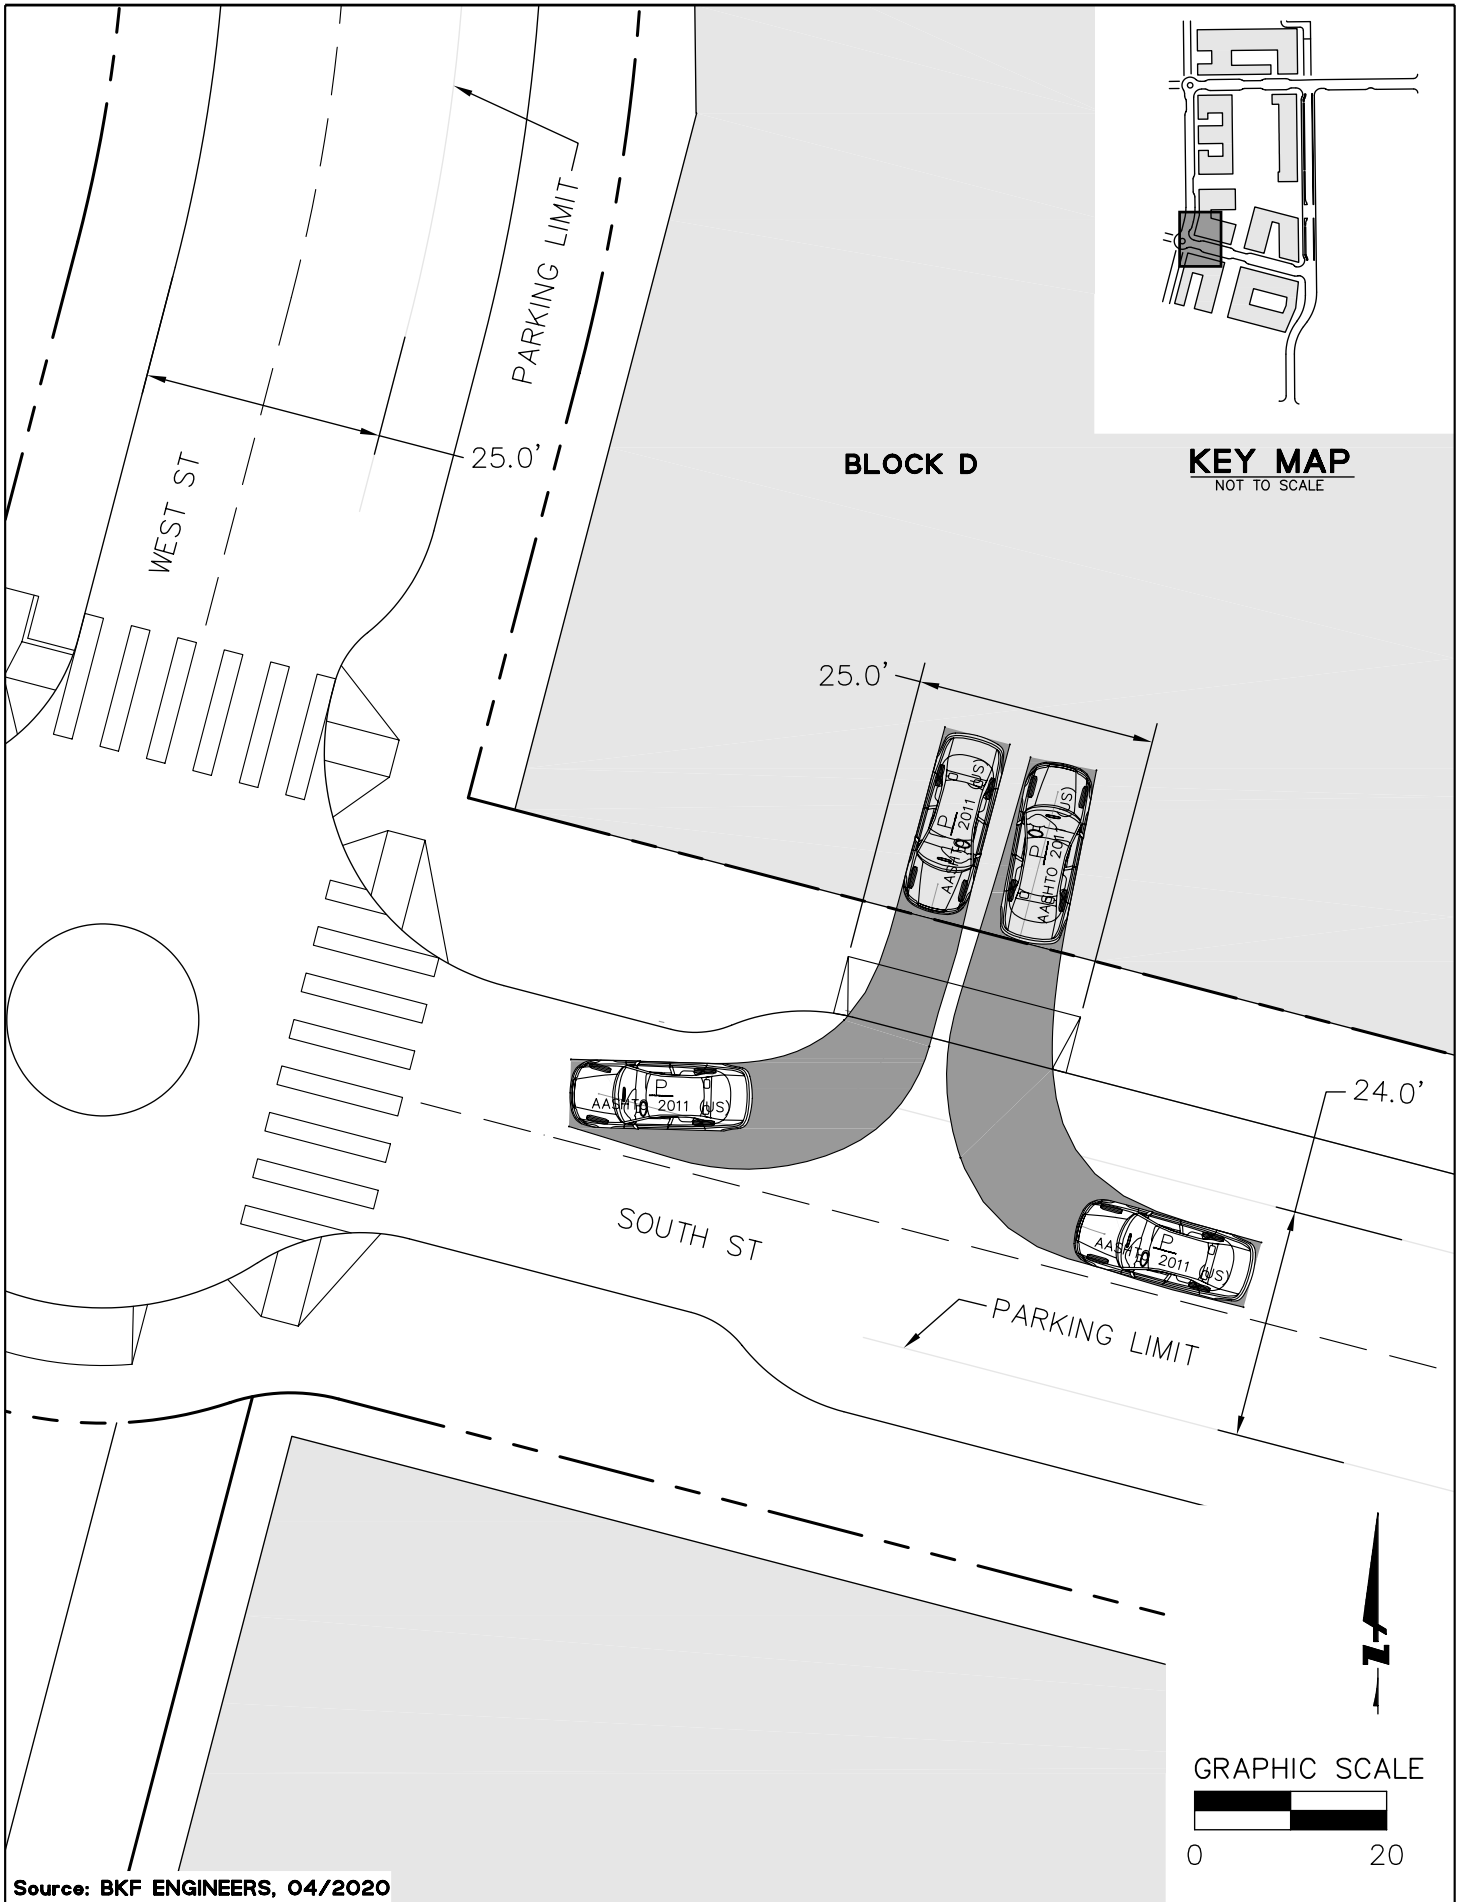 PARKING LIMIT
25.0'
WEST ST
BLOCK D
KEY MAP
NOT TO SCALE
25.0'
P
AASHTO 2011 (US)
P
AASHTO 2011 (US)
P
AASHTO 2011 (US)
24.0'
P
AASHTO 2011 (US)
SOUTH ST
PARKING LIMIT
GRAPHIC SCALE
0 20
Source: BKF ENGINEERS, 04/2020